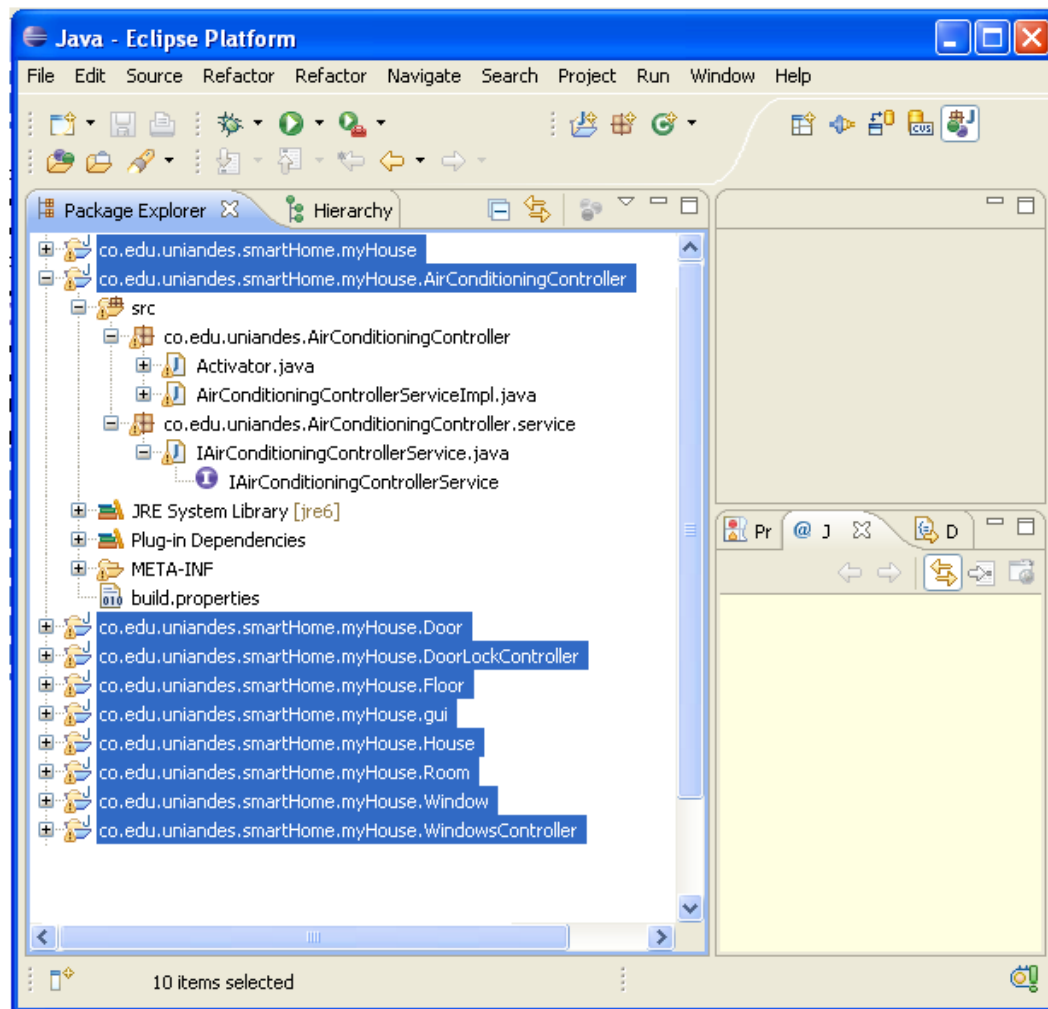 Java - Eclipse Platform
File Edit Source Refactor Refactor Navigate Search Project Run Window Help
CVS
Package Explorer Hierarchy
co.edu.uniandes.smartHome.myHouse
co.edu.uniandes.smartHome.myHouse.AirConditioningController
src
co.edu.uniandes.AirConditioningController
Activator.java
AirConditioningControllerServiceImpl.java
co.edu.uniandes.AirConditioningController.service
IAirConditioningControllerService.java
IAirConditioningControllerService
JRE System Library [jre6]
Plug-in Dependencies
META-INF
build.properties
co.edu.uniandes.smartHome.myHouse.Door
co.edu.uniandes.smartHome.myHouse.DoorLockController
co.edu.uniandes.smartHome.myHouse.Floor
co.edu.uniandes.smartHome.myHouse.gui
co.edu.uniandes.smartHome.myHouse.House
co.edu.uniandes.smartHome.myHouse.Room
co.edu.uniandes.smartHome.myHouse.Window
co.edu.uniandes.smartHome.myHouse.WindowsController
Pr @ J D
10 items selected